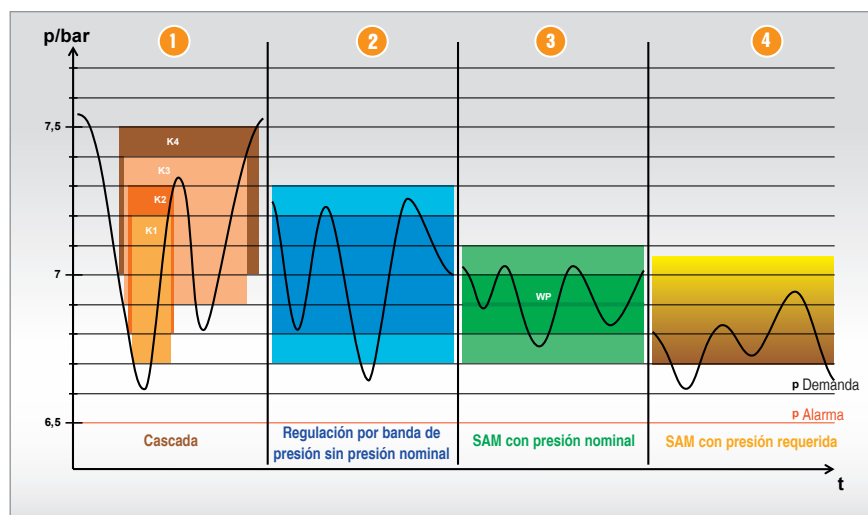 p/bar
1
2
3
4
7,5
7
6,5
K4
K3
K2
K1
WP
p Demanda
p Alarma
Cascada
Regulación por banda de
presión sin presión nominal
SAM con presión nominal
SAM con presión requerida
t